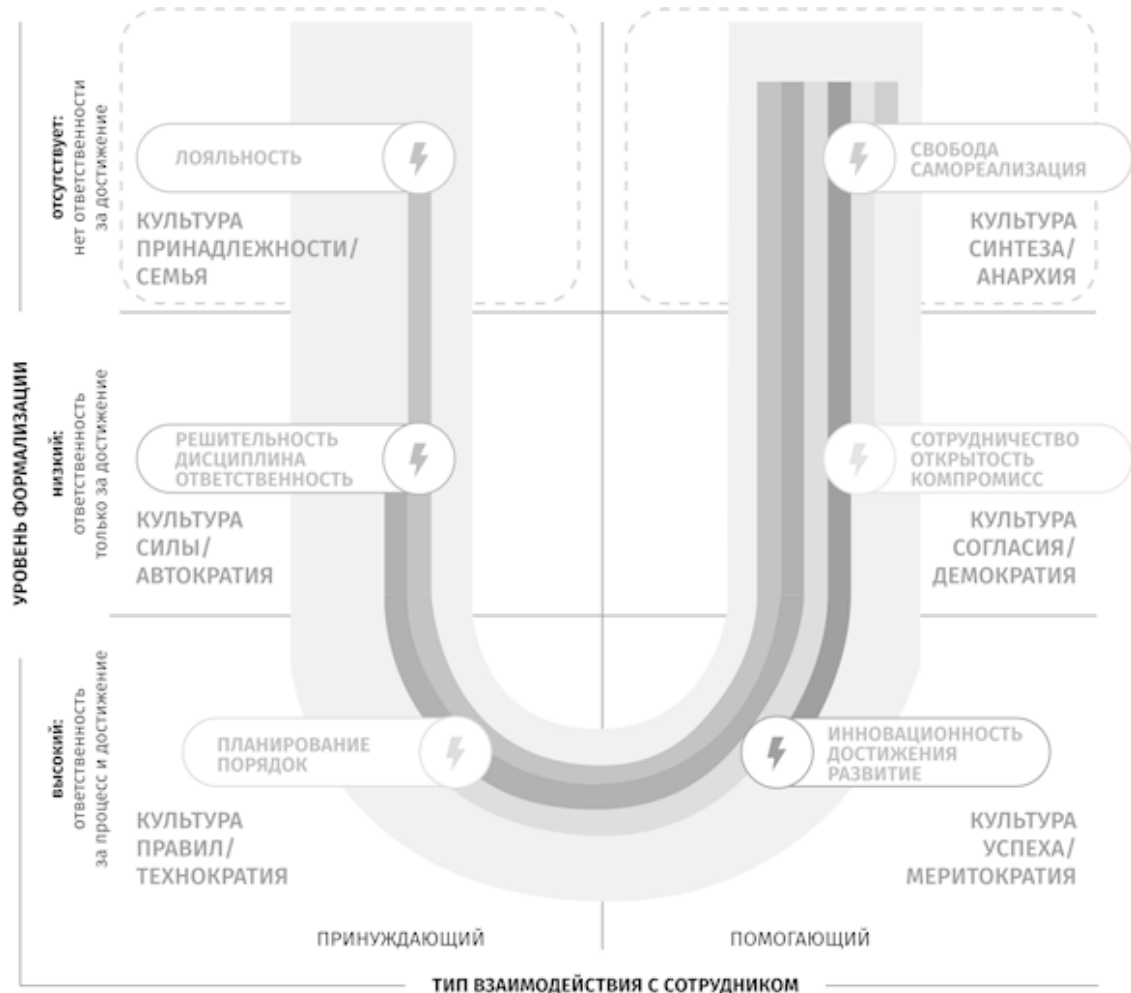 УРОВЕНЬ ФОРМАЛИЗАЦИИ
отсутствует:
нет ответственности
за достижение
ЛОЯЛЬНОСТЬ
КУЛЬТУРА
ПРИНАДЛЕЖНОСТИ/
СЕМЬЯ
СВОБОДА
САМОРЕАЛИЗАЦИЯ
КУЛЬТУРА
СИНТЕЗА/
АНАРХИЯ
низкий:
ответственность
только за достижение
РЕШИТЕЛЬНОСТЬ
ДИСЦИПЛИНА
ОТВЕТСТВЕННОСТЬ
КУЛЬТУРА
СИЛЫ/
АВТОКРАТИЯ
СОТРУДНИЧЕСТВО
ОТКРЫТОСТЬ
КОМПРОМИСС
КУЛЬТУРА
СОГЛАСИЯ/
ДЕМОКРАТИЯ
высокий:
ответственность
за процесс и достижение
ПЛАНИРОВАНИЕ
ПОРЯДОК
КУЛЬТУРА
ПРАВИЛ/
ТЕХНОКРАТИЯ
ИННОВАЦИОННОСТЬ
ДОСТИЖЕНИЯ
РАЗВИТИЕ
КУЛЬТУРА
УСПЕХА/
МЕРИТОКРАТИЯ
ПРИНУЖДАЮЩИЙ
ПОМОГАЮЩИЙ
ТИП ВЗАИМОДЕЙСТВИЯ С СОТРУДНИКОМ